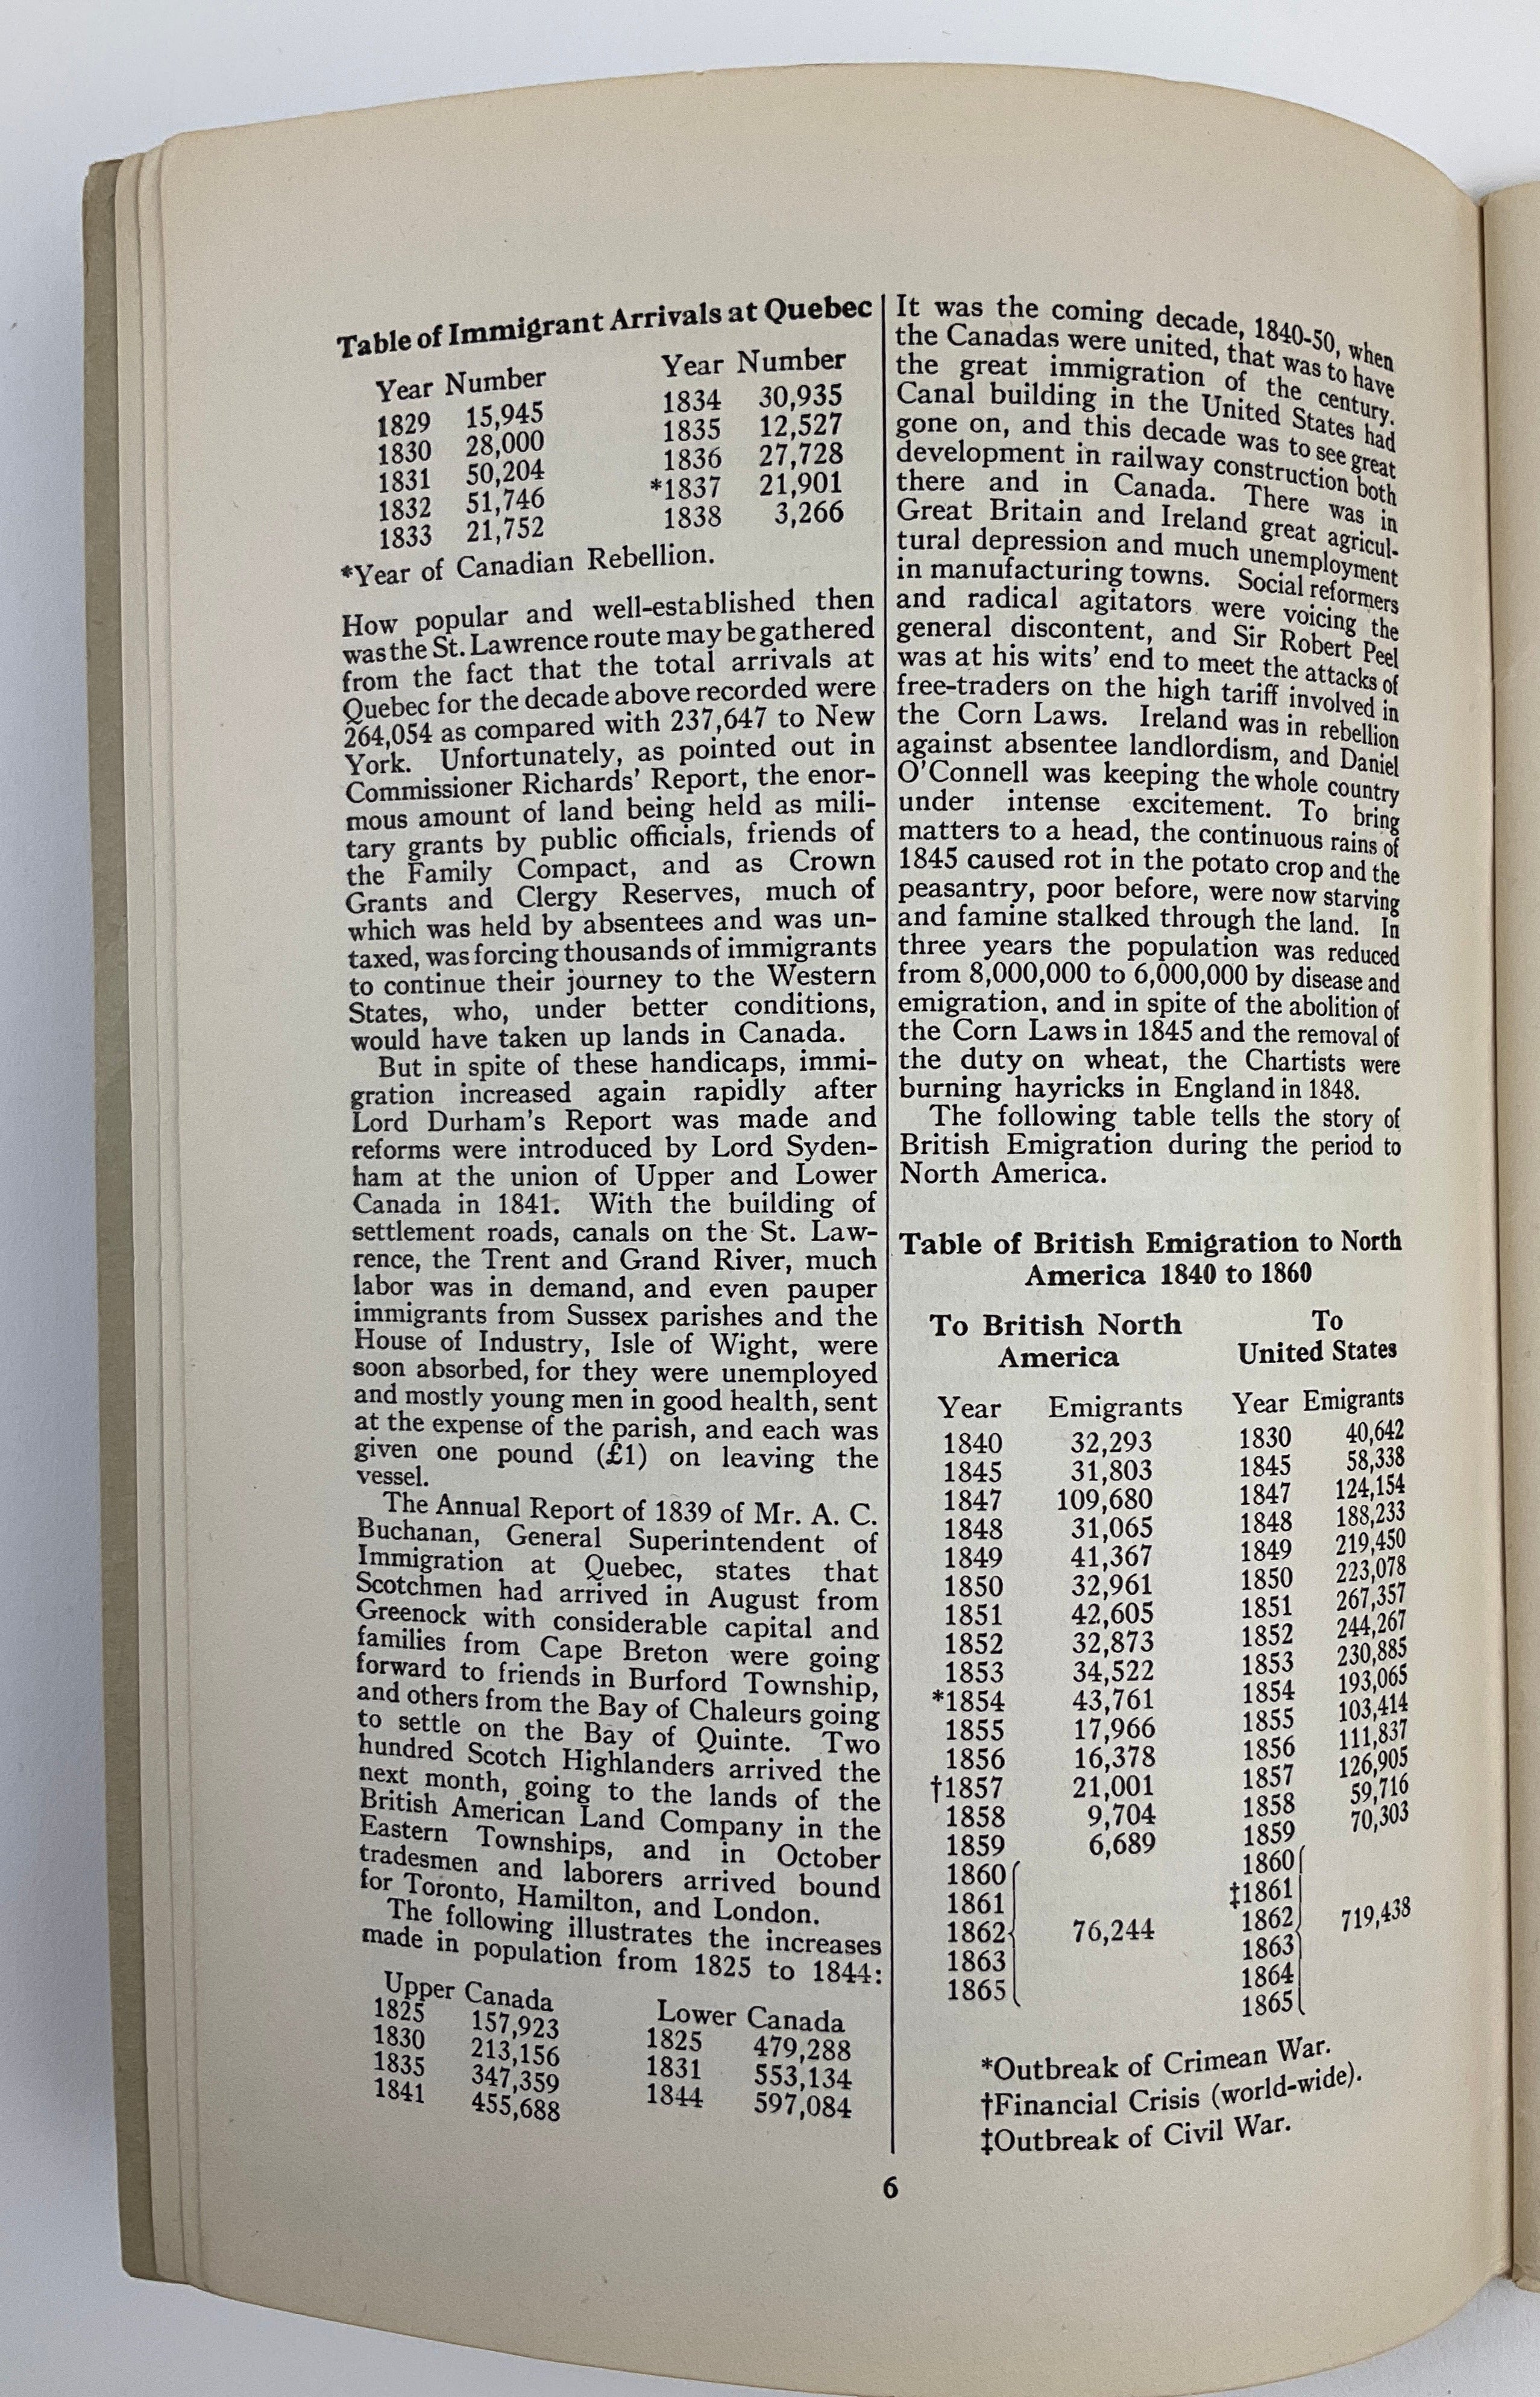 Table of Immigrant Arrivals at Quebec
Year Number Year Number
1829 15,945 1834 30,935
1830 28,000 1835 12,527
1831 50,204 1836 27,728
1832 51,746 *1837 21,901
1833 21,752 1838 3,266
*Year of Canadian Rebellion.
How popular and well-established then
was the St. Lawrence route may be gathered
from the fact that the total arrivals at
Quebec for the decade above recorded were
264,054 as compared with 237,647 to New
York. Unfortunately, as pointed out in
Commissioner Richards' Report, the enor-
mous amount of land being held as mili-
tary grants by public officials, friends of
the Family Compact, and as Crown
Grants and Clergy Reserves, much of
which was held by absentees and was un-
taxed, was forcing thousands of immigrants
to continue their journey to the Western
States, who, under better conditions,
would have taken up lands in Canada.
But in spite of these handicaps, immi-
gration increased again rapidly after
Lord Durham's Report was made and
reforms were introduced by Lord Syden-
ham at the union of Upper and Lower
Canada in 1841. With the building of
settlement roads, canals on the St. Law-
rence, the Trent and Grand River, much
labor was in demand, and even pauper
immigrants from Sussex parishes and the
House of Industry, Isle of Wight, were
soon absorbed, for they were unemployed
and mostly young men in good health, sent
at the expense of the parish, and each was
given one pound (£1) on leaving the
vessel.
The Annual Report of 1839 of Mr. A. C.
Buchanan, General Superintendent of
Immigration at Quebec, states that
Scotchmen had arrived in August from
Greenock with considerable capital and
families from Cape Breton were going
forward to friends in Burford Township,
and others from the Bay of Chaleurs going
to settle on the Bay of Quinte. Two
hundred Scotch Highlanders arrived the
next month, going to the lands of the
British American Land Company in the
Eastern Townships, and in October
tradesmen and laborers arrived bound
for Toronto, Hamilton, and London.
The following illustrates the increases
made in population from 1825 to 1844:
Upper Canada Lower Canada
1825 157,923 1825 479,288
1830 213,156 1831 553,134
1835 347,359 1844 597,084
1841 455,688
It was the coming decade, 1840-50, when
the Canadas were united, that was to have
the great immigration of the century.
Canal building in the United States had
gone on, and this decade was to see great
development in railway construction both
there and in Canada. There was in
Great Britain and Ireland great agricul-
tural depression and much unemployment
in manufacturing towns. Social reformers
and radical agitators were voicing the
general discontent, and Sir Robert Peel
was at his wits' end to meet the attacks of
free-traders on the high tariff involved in
the Corn Laws. Ireland was in rebellion
against absentee landlordism, and Daniel
O'Connell was keeping the whole country
under intense excitement. To bring
matters to a head, the continuous rains of
1845 caused rot in the potato crop and the
peasantry, poor before, were now starving
and famine stalked through the land. In
three years the population was reduced
from 8,000,000 to 6,000,000 by disease and
emigration, and in spite of the abolition of
the Corn Laws in 1845 and the removal of
the duty on wheat, the Chartists were
burning hayricks in England in 1848.
The following table tells the story of
British Emigration during the period to
North America.
Table of British Emigration to North
America 1840 to 1860
To British North To
America United States
Year Emigrants Year Emigrants
1840 32,293 1830 40,642
1845 31,803 1845 58,338
1847 109,680 1847 124,154
1848 31,065 1848 188,233
1849 41,367 1849 219,450
1850 32,961 1850 223,078
1851 42,605 1851 267,357
1852 32,873 1852 244,267
1853 34,522 1853 230,885
*1854 43,761 1854 193,065
1855 17,966 1855 103,414
1856 16,378 1856 111,837
†1857 21,001 1857 126,905
1858 9,704 1858 59,716
1859 6,689 1859 70,303
1860 1860
1861 ‡1861
1862 76,244 1862 719,438
1863 1863
1865 1864
1865
*Outbreak of Crimean War.
†Financial Crisis (world-wide).
‡Outbreak of Civil War.
6